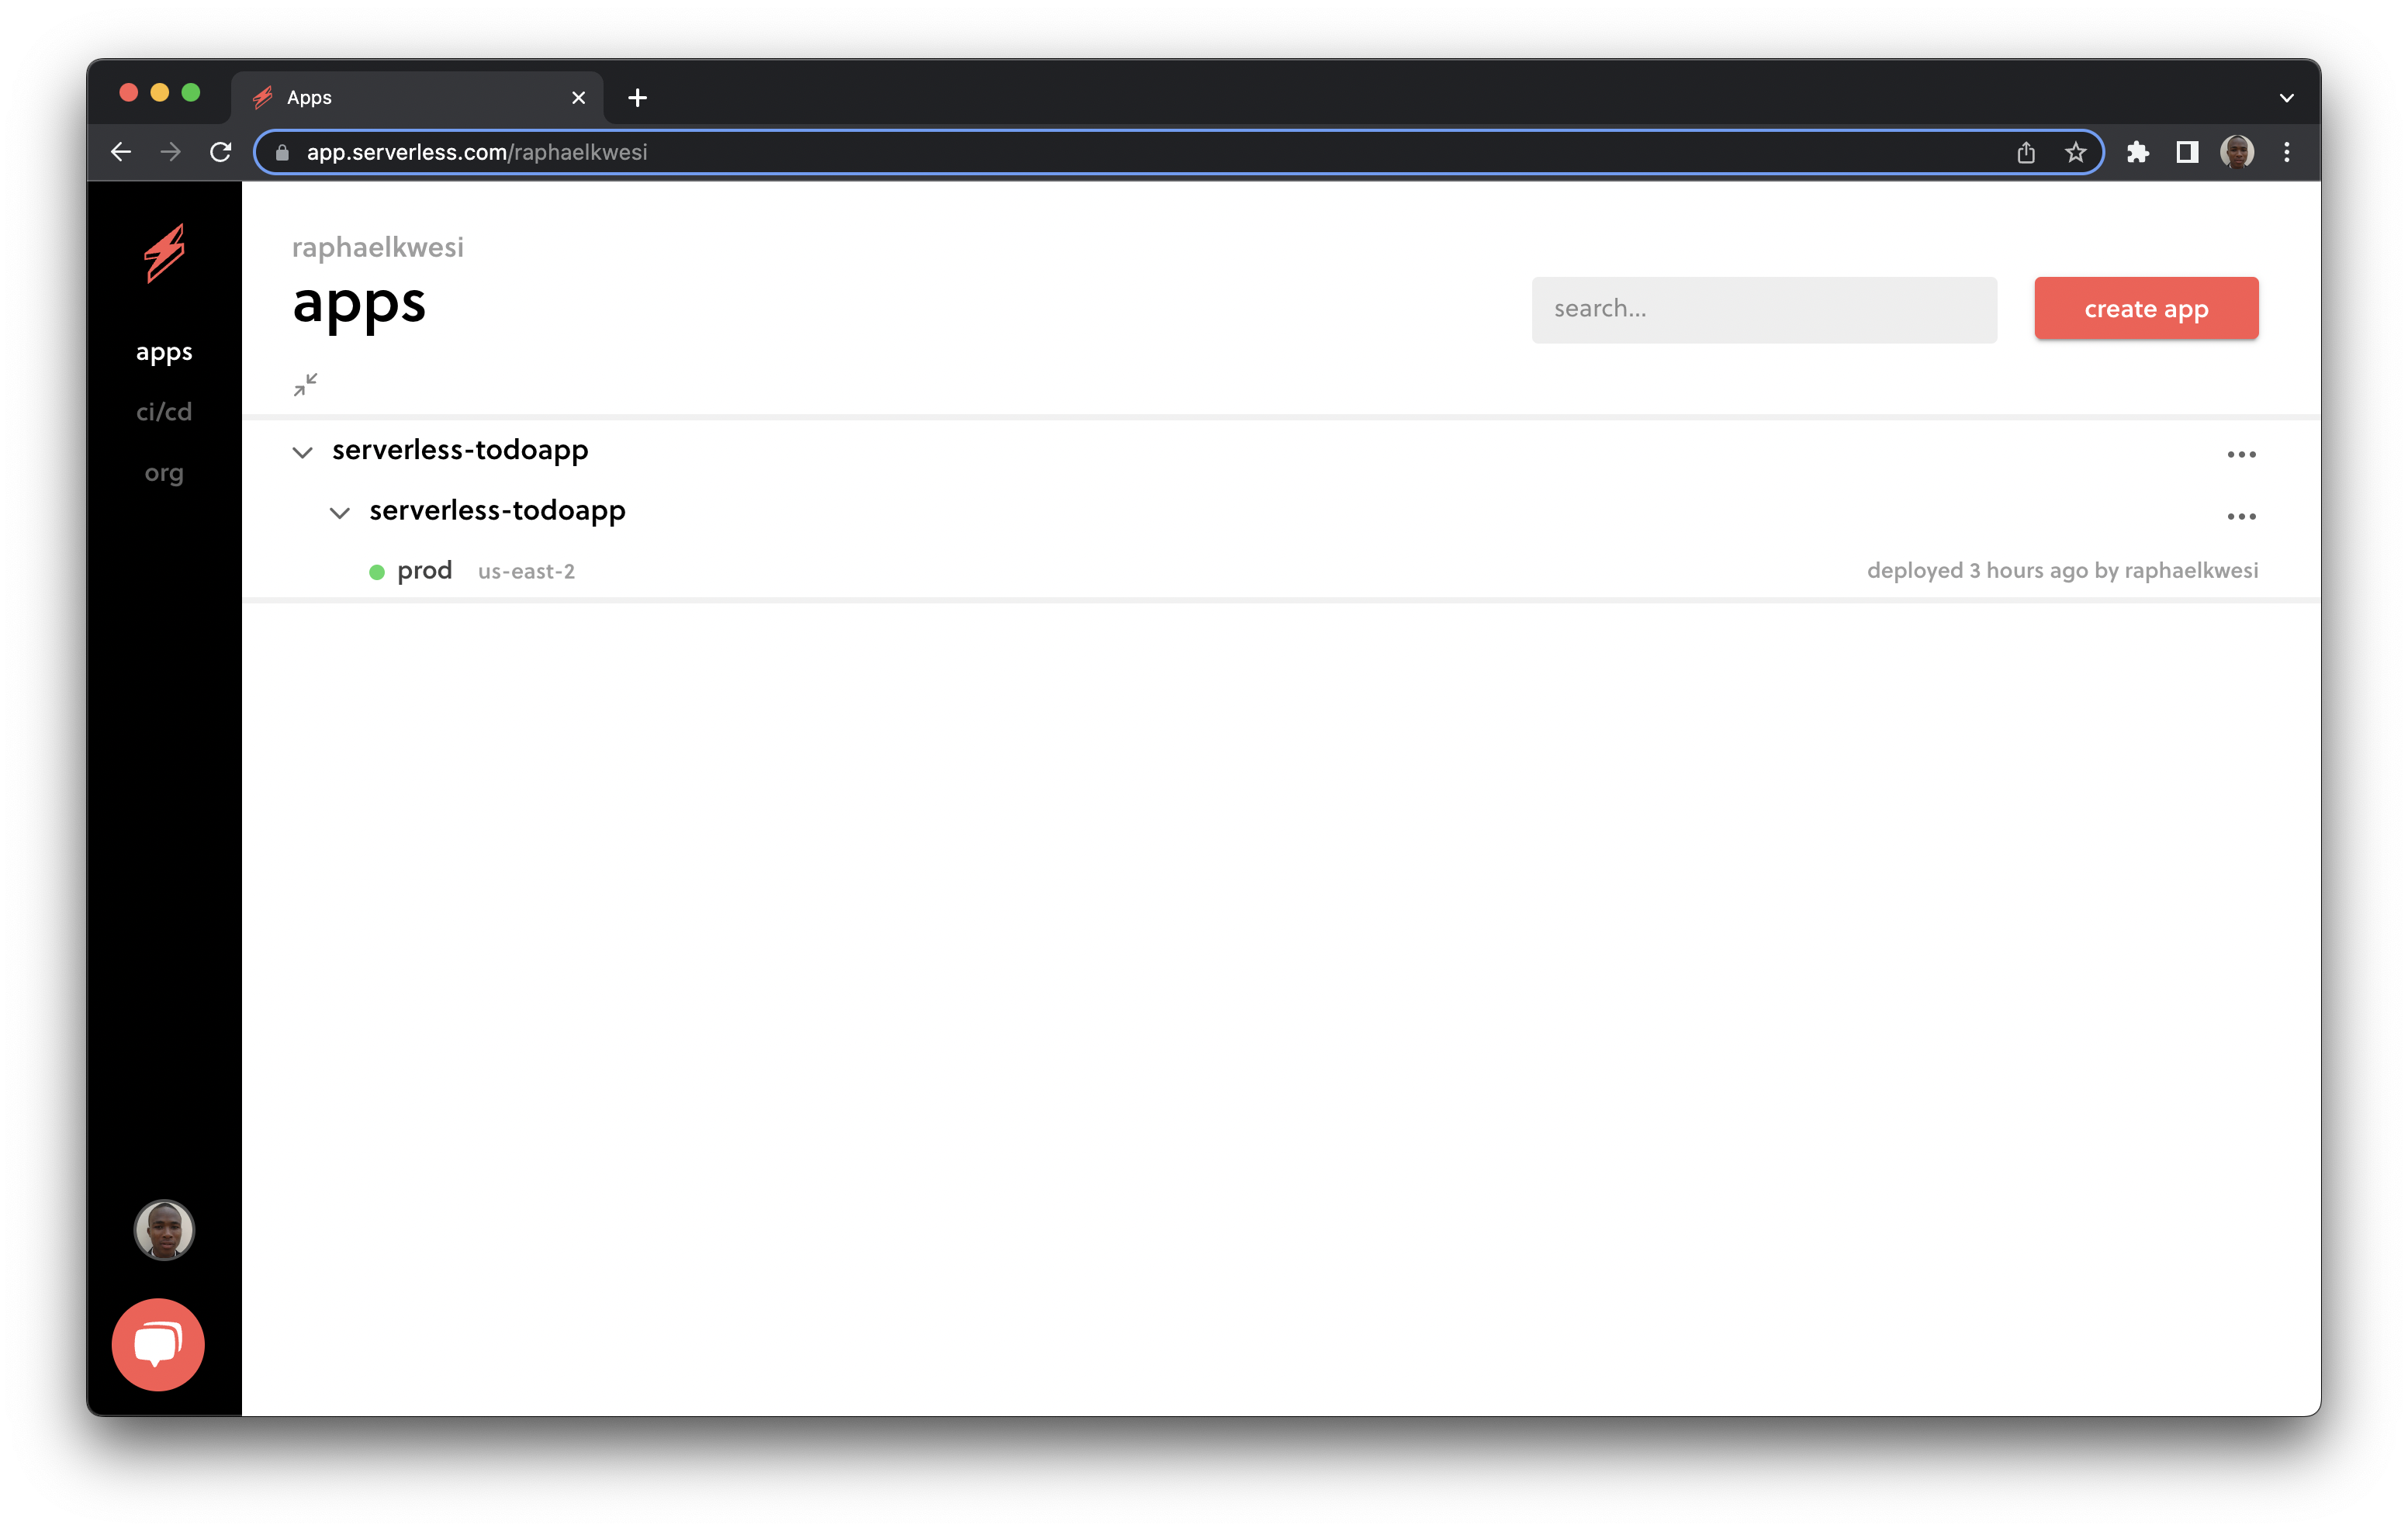 Apps
app.serverless.com/raphaelkwesi
raphaelkwesi
apps
search...
create app
apps
ci/cd
org
serverless-todoapp
serverless-todoapp
prod us-east-2 deployed 3 hours ago by raphaelkwesi